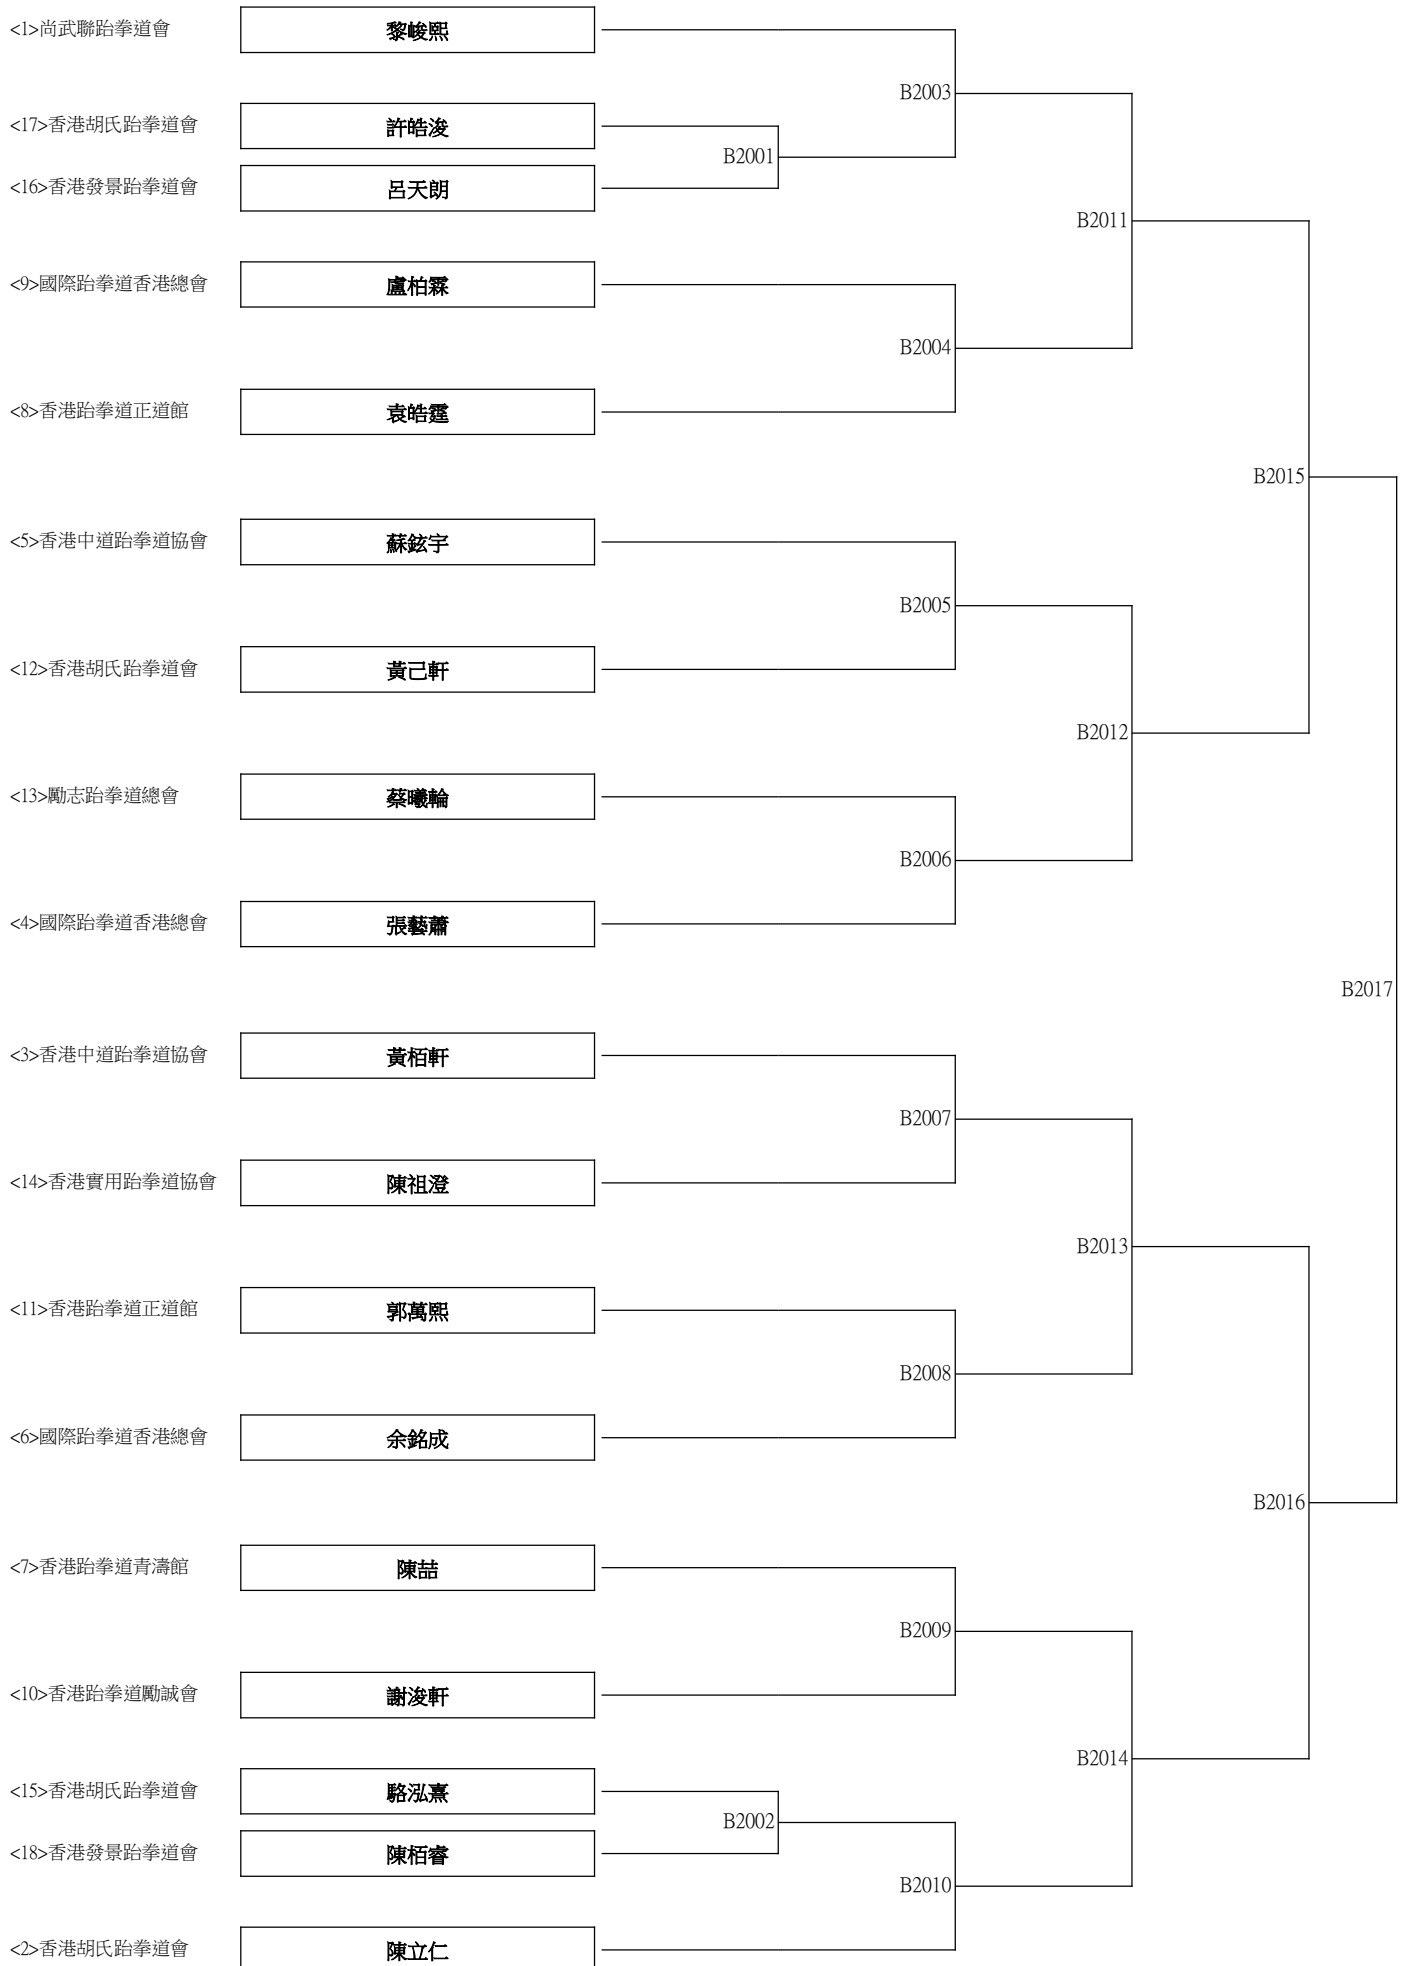 <1>尚武聯跆拳道會 黎峻熙
B2003
<17>香港胡氏跆拳道會 許皓浚
B2001
<16>香港發景跆拳道會 呂天朗
B2011
<9>國際跆拳道香港總會 盧柏霖
B2004
<8>香港跆拳道正道館 袁皓霆
B2015
<5>香港中道跆拳道協會 蘇鉉宇
B2005
<12>香港胡氏跆拳道會 黃己軒
B2012
<13>勵志跆拳道總會 蔡曦輪
B2006
<4>國際跆拳道香港總會 張藝蕭
B2017
<3>香港中道跆拳道協會 黃栢軒
B2007
<14>香港實用跆拳道協會 陳祖澄
B2013
<11>香港跆拳道正道館 郭萬熙
B2008
<6>國際跆拳道香港總會 余銘成
B2016
<7>香港跆拳道青濤館 陳喆
B2009
<10>香港跆拳道勵誠會 謝浚軒
B2014
<15>香港胡氏跆拳道會 駱泓熹
B2002
<18>香港發景跆拳道會 陳栢睿
B2010
<2>香港胡氏跆拳道會 陳立仁